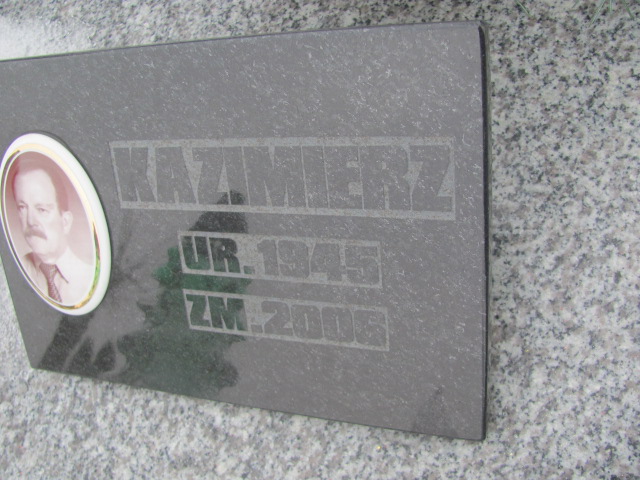 KAZIMIERZ
UR. 1945
ZM. 2006